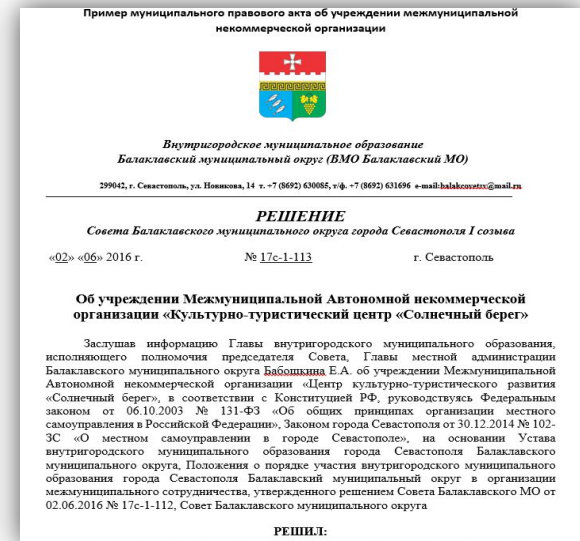 Пример муниципального правового акта об учреждении межмуниципальной
некоммерческой организации
Внутригородское муниципальное образование
Балаклавский муниципальный округ (ВМО Балаклавский МО)
299042, г. Севастополь, ул. Новикова, 14 т. +7 (8692) 630085, т/ф. +7 (8692) 631696 e-mail:balakcovetsv@mail.ru
РЕШЕНИЕ
Совета Балаклавского муниципального округа города Севастополя I созыва
«02» «06» 2016 г. № 17с-1-113 г. Севастополь
Об учреждении Межмуниципальной Автономной некоммерческой
организации «Культурно-туристический центр «Солнечный берег»
Заслушав информацию Главы внутригородского муниципального образования,
исполняющего полномочия председателя Совета, Главы местной администрации
Балаклавского муниципального округа Бабошкина Е.А. об учреждении Межмуниципальной
Автономной некоммерческой организации «Центр культурно-туристического развития
«Солнечный берег», в соответствии с Конституцией РФ, руководствуясь Федеральным
законом от 06.10.2003 № 131-ФЗ «Об общих принципах организации местного
самоуправления в Российской Федерации», Законом города Севастополя от 30.12.2014 № 102-
ЗС «О местном самоуправлении в городе Севастополе», на основании Устава
внутригородского муниципального образования города Севастополя Балаклавского
муниципального округа, Положения о порядке участия внутригородского муниципального
образования города Севастополя Балаклавский муниципальный округ в организации
межмуниципального сотрудничества, утвержденного решением Совета Балаклавского МО от
02.06.2016 № 17с-1-112, Совет Балаклавского муниципального округа
РЕШИЛ: